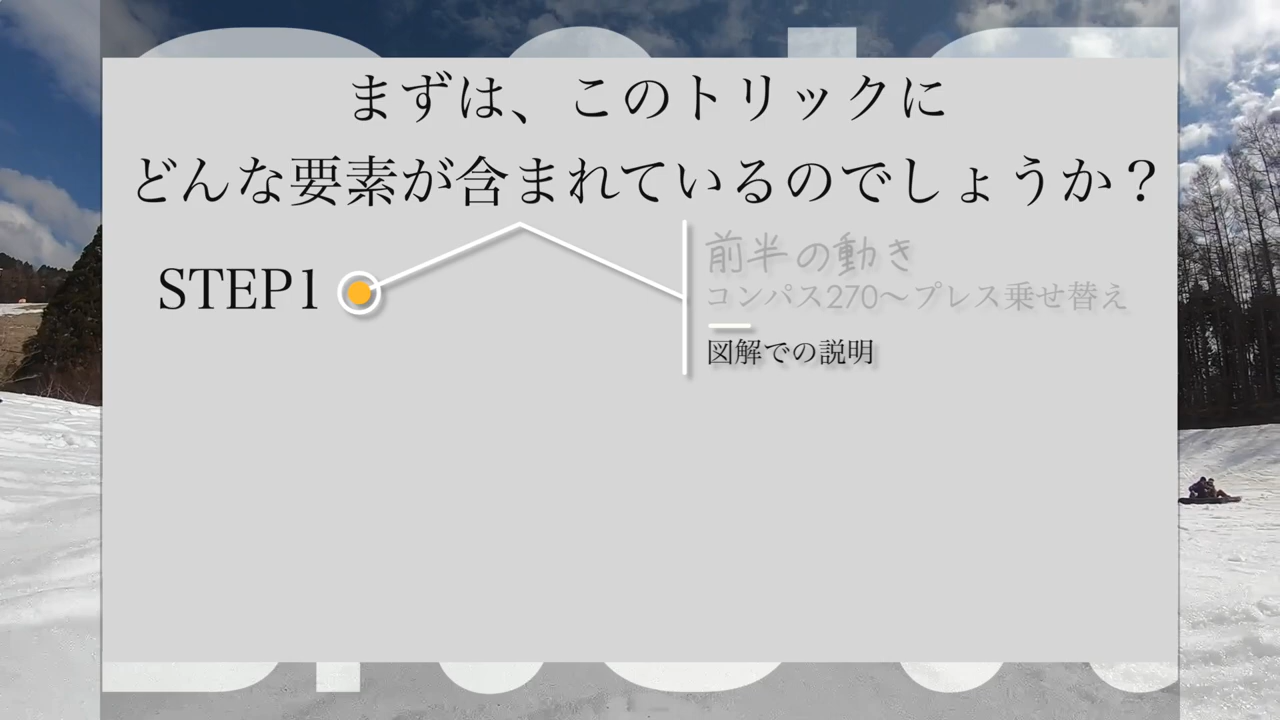 まずは、このトリックに
どんな要素が含まれているのでしょうか？
STEP1
前半の動き
コンパス270〜プレス乗せ替え
図解での説明